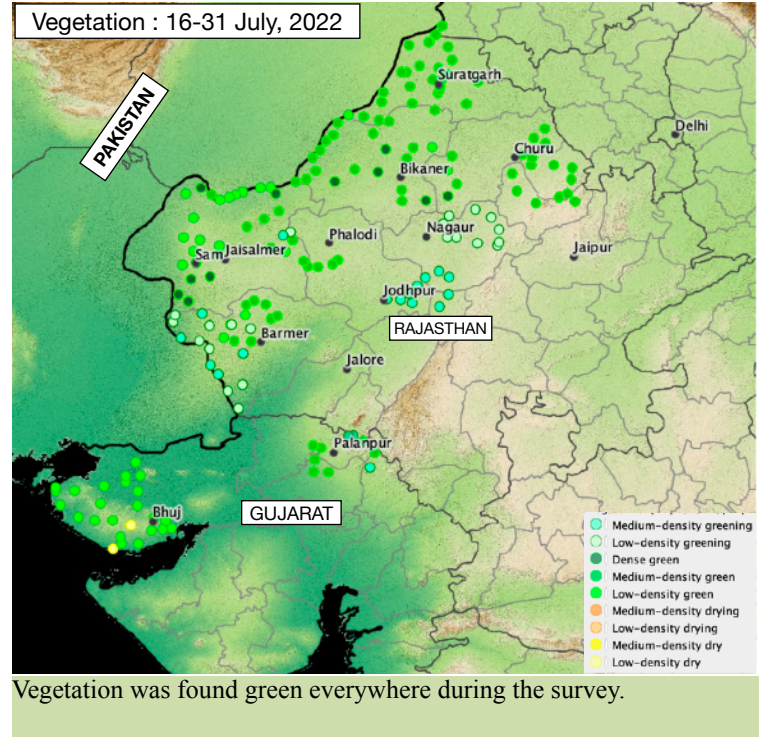 Vegetation : 16-31 July, 2022
PAKISTAN
Suratgarh
Delhi
Churu
Bikaner
Nagaur
Phalodi
Jaipur
Sam
Jaisalmer
Jodhpur
RAJASTHAN
Barmer
Jalore
Palanpur
Bhuj
GUJARAT
Medium-density greening
Low-density greening
Dense green
Medium-density green
Low-density green
Medium-density drying
Low-density drying
Medium-density dry
Low-density dry
Vegetation was found green everywhere during the survey.